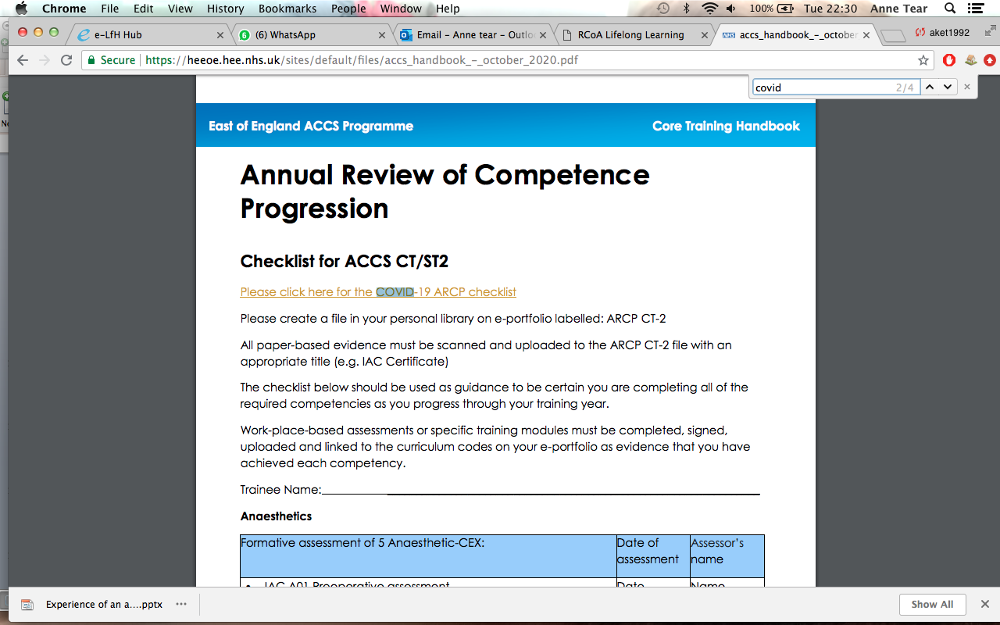 Chrome File Edit View History Bookmarks People Window Help 100% Tue 22:30 Anne Tear
e-LfH Hub (6) WhatsApp Email – Anne tear – Outlo RCoA Lifelong Learning accs_handbook_-_october aket1992
Secure https://heeoe.hee.nhs.uk/sites/default/files/accs_handbook_-_october_2020.pdf
covid 2/4
East of England ACCS Programme Core Training Handbook
Annual Review of Competence
Progression
Checklist for ACCS CT/ST2
Please click here for the COVID-19 ARCP checklist
Please create a file in your personal library on e-portfolio labelled: ARCP CT-2
All paper-based evidence must be scanned and uploaded to the ARCP CT-2 file with an
appropriate title (e.g. IAC Certificate)
The checklist below should be used as guidance to be certain you are completing all of the
required competencies as you progress through your training year.
Work-place-based assessments or specific training modules must be completed, signed,
uploaded and linked to the curriculum codes on your e-portfolio as evidence that you have
achieved each competency.
Trainee Name:
Anaesthetics
Formative assessment of 5 Anaesthetic-CEX: Date of Assessor's
assessment name
• IAC A01 Preoperative assessment Date Name
Experience of an a....pptx Show All